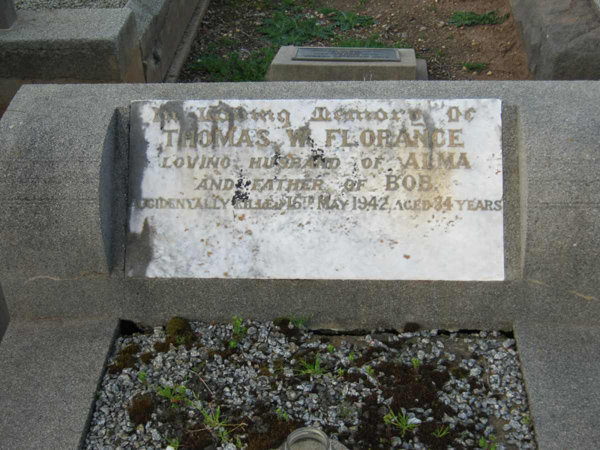 In Loving Memory Of
THOMAS W. FLORANCE
LOVING HUSBAND OF ALMA
AND FATHER OF BOB.
ACCIDENTALLY KILLED 16TH MAY 1942, AGED 34 YEARS